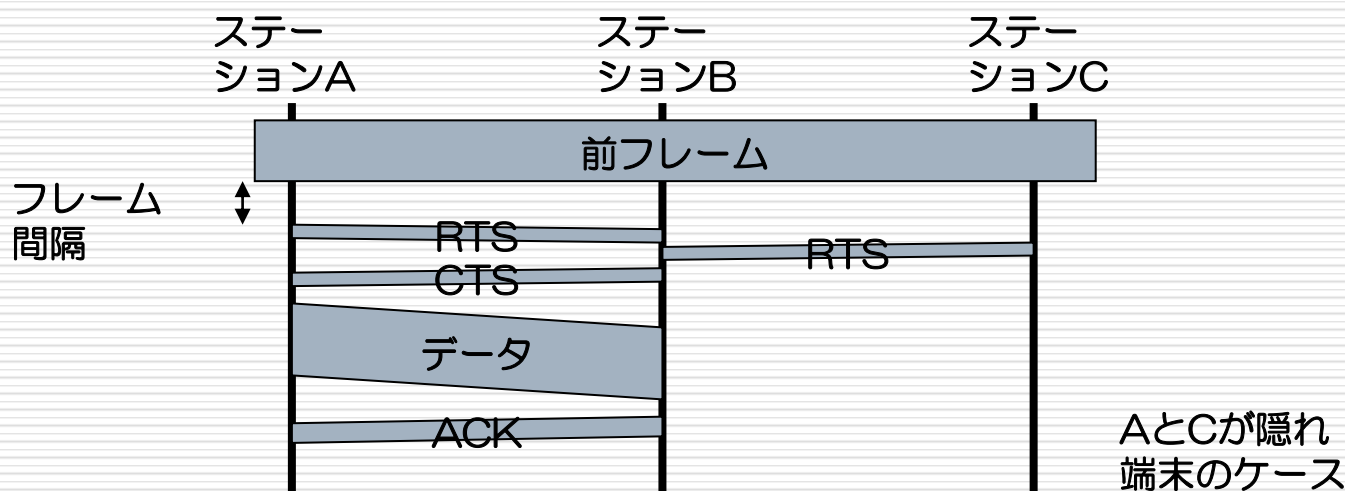 ステー
ションA
ステー
ションB
ステー
ションC
前フレーム
フレーム
間隔
RTS
RTS
CTS
データ
ACK
AとCが隠れ
端末のケース